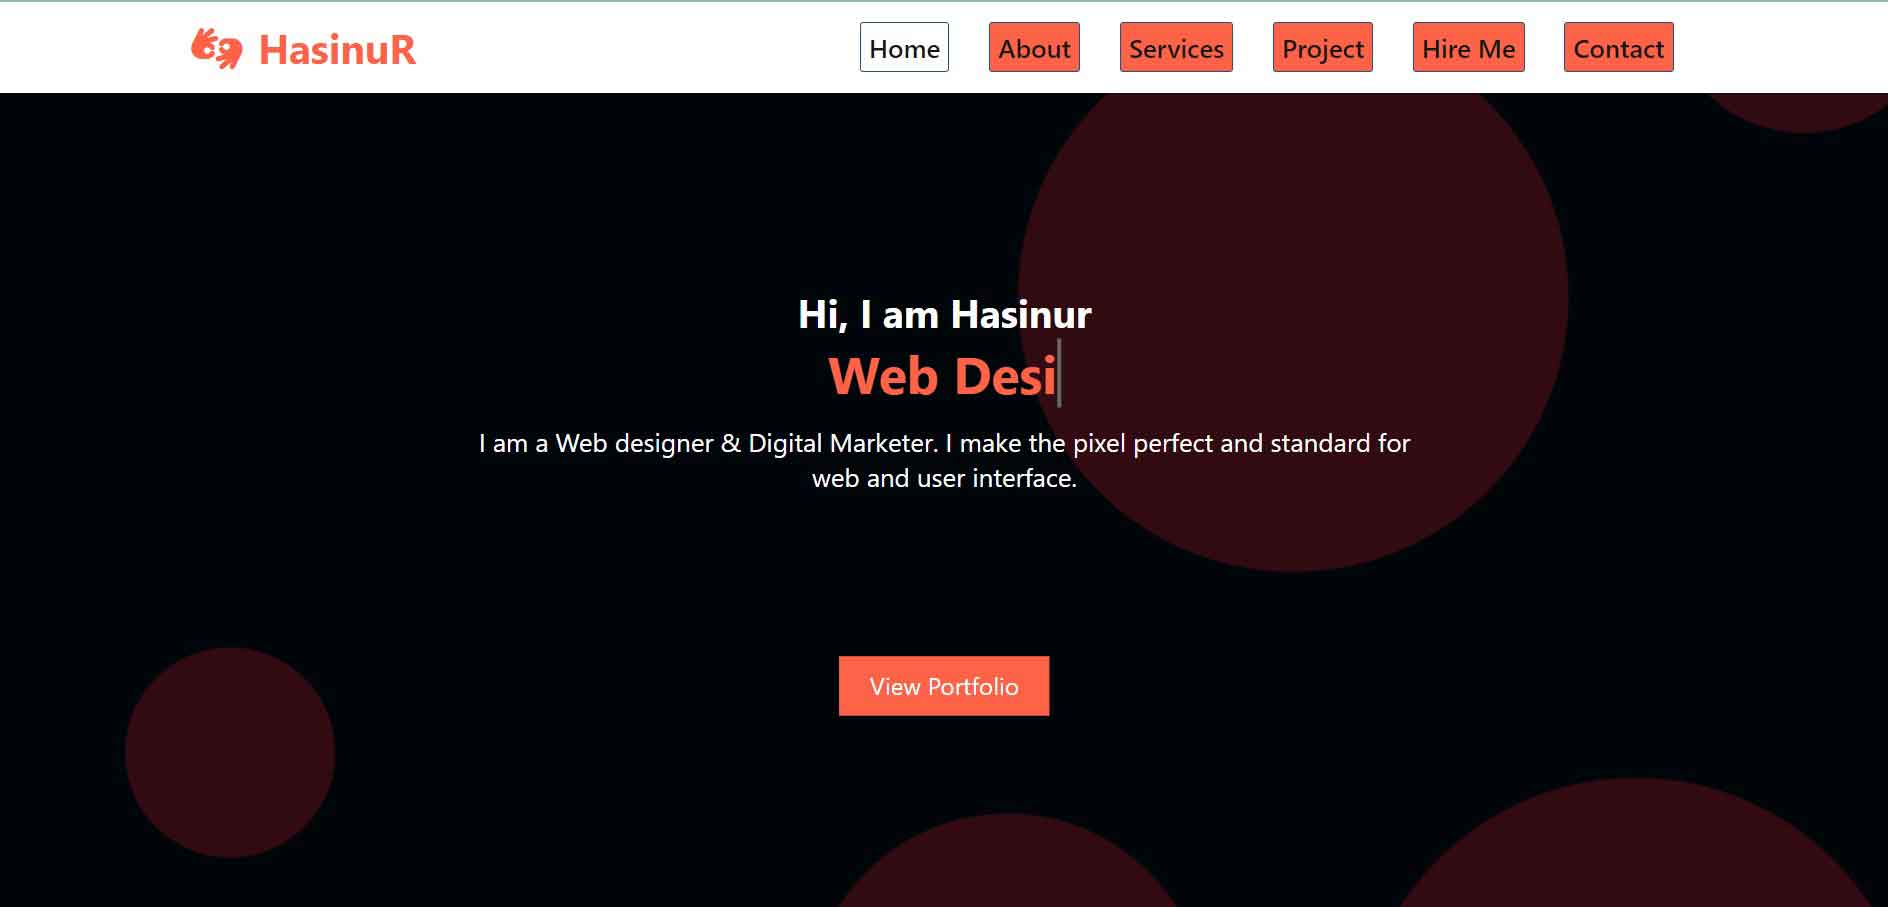 HasinuR
Home About Services Project Hire Me Contact
Hi, I am Hasinur
Web Desi
I am a Web designer & Digital Marketer. I make the pixel perfect and standard for
web and user interface.
View Portfolio